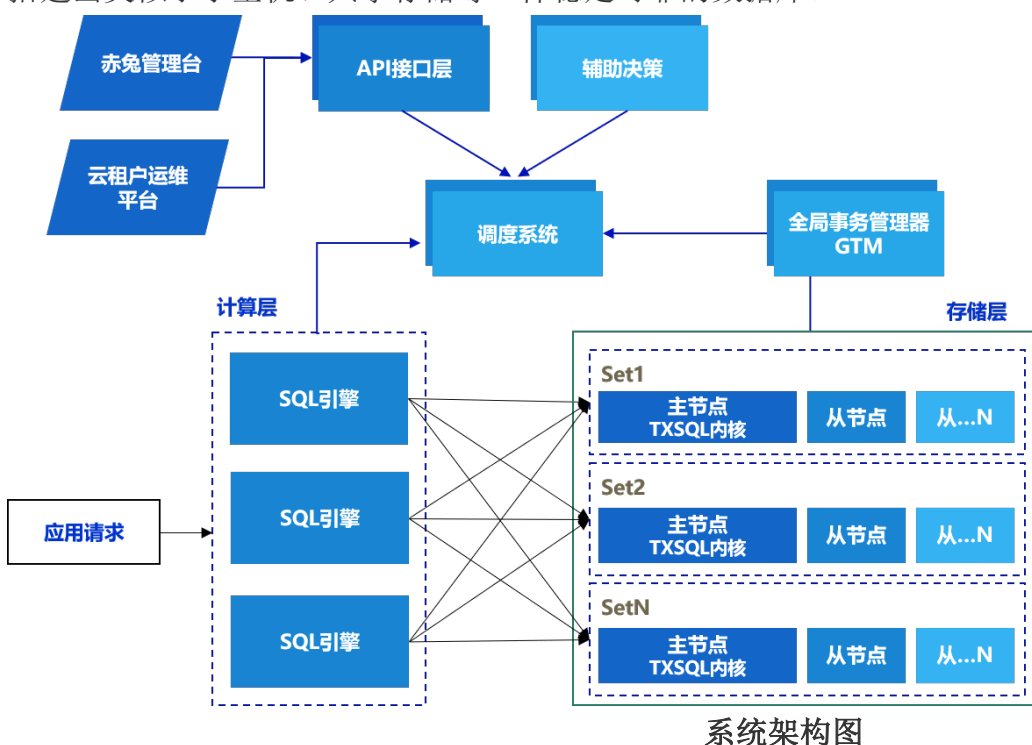 赤兔管理台
API接口层
辅助决策
云租户运维
平台
调度系统
全局事务管理器
GTM
计算层
存储层
SQL引擎
Set1
主节点
TXSQL内核
从节点
从...N
应用请求
SQL引擎
Set2
主节点
TXSQL内核
从节点
从...N
SQL引擎
SetN
主节点
TXSQL内核
从节点
从...N
系统架构图